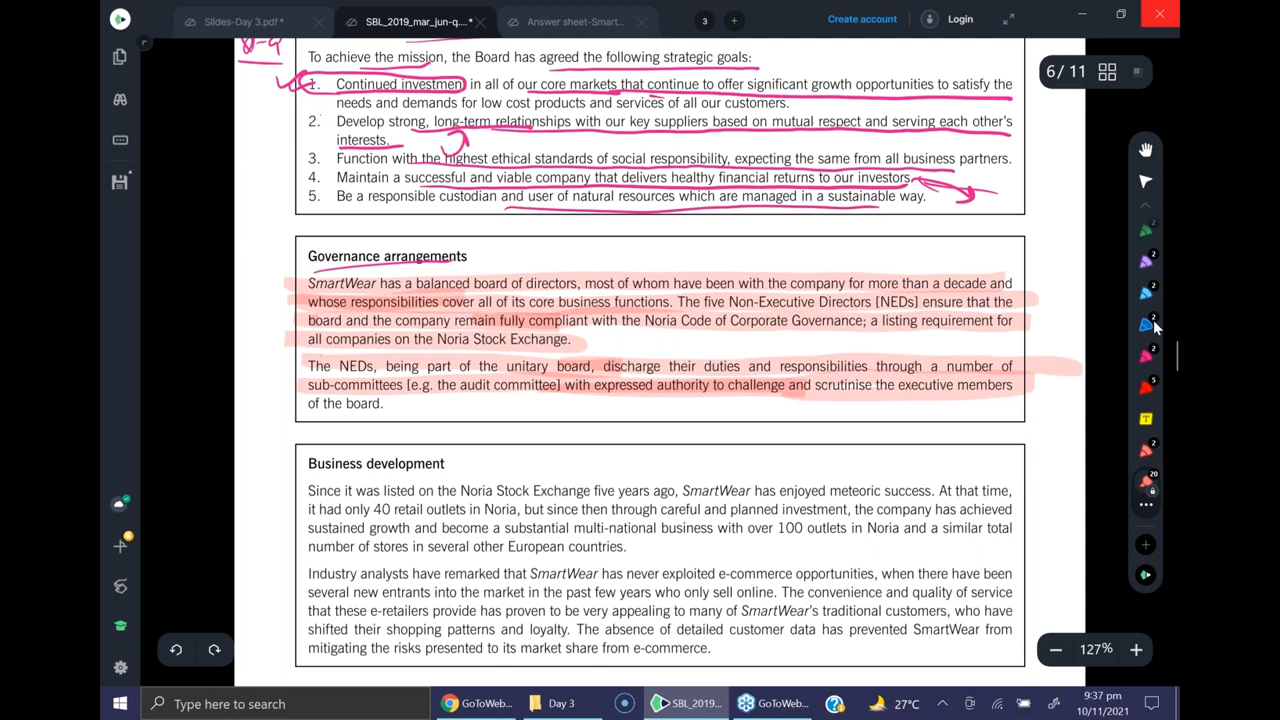 Slides-Day 3.pdf *
SBL_2019_mar_jun-q....*
Answer sheet-Smart...
3
Create account
Login
To achieve the mission, the Board has agreed the following strategic goals:
6/11
1. Continued investment in all of our core markets that continue to offer significant growth opportunities to satisfy the
needs and demands for low cost products and services of all our customers.
2. Develop strong, long-term relationships with our key suppliers based on mutual respect and serving each other's
interests.
3. Function with the highest ethical standards of social responsibility, expecting the same from all business partners.
4. Maintain a successful and viable company that delivers healthy financial returns to our investors.
5. Be a responsible custodian and user of natural resources which are managed in a sustainable way.
Governance arrangements
SmartWear has a balanced board of directors, most of whom have been with the company for more than a decade and
whose responsibilities cover all of its core business functions. The five Non-Executive Directors [NEDs] ensure that the
board and the company remain fully compliant with the Noria Code of Corporate Governance; a listing requirement for
all companies on the Noria Stock Exchange.
The NEDs, being part of the unitary board, discharge their duties and responsibilities through a number of
sub-committees [e.g. the audit committee] with expressed authority to challenge and scrutinise the executive members
of the board.
Business development
Since it was listed on the Noria Stock Exchange five years ago, SmartWear has enjoyed meteoric success. At that time,
it had only 40 retail outlets in Noria, but since then through careful and planned investment, the company has achieved
sustained growth and become a substantial multi-national business with over 100 outlets in Noria and a similar total
number of stores in several other European countries.
Industry analysts have remarked that SmartWear has never exploited e-commerce opportunities, when there have been
several new entrants into the market in the past few years who only sell online. The convenience and quality of service
that these e-retailers provide has proven to be very appealing to many of SmartWear's traditional customers, who have
shifted their shopping patterns and loyalty. The absence of detailed customer data has prevented SmartWear from
mitigating the risks presented to its market share from e-commerce.
2
2
2
2
2
5
T
2
20
127%
Type here to search
GoToWeb...
Day 3
SBL_2019...
GoToWeb...
27°C
9:37 pm
10/11/2021